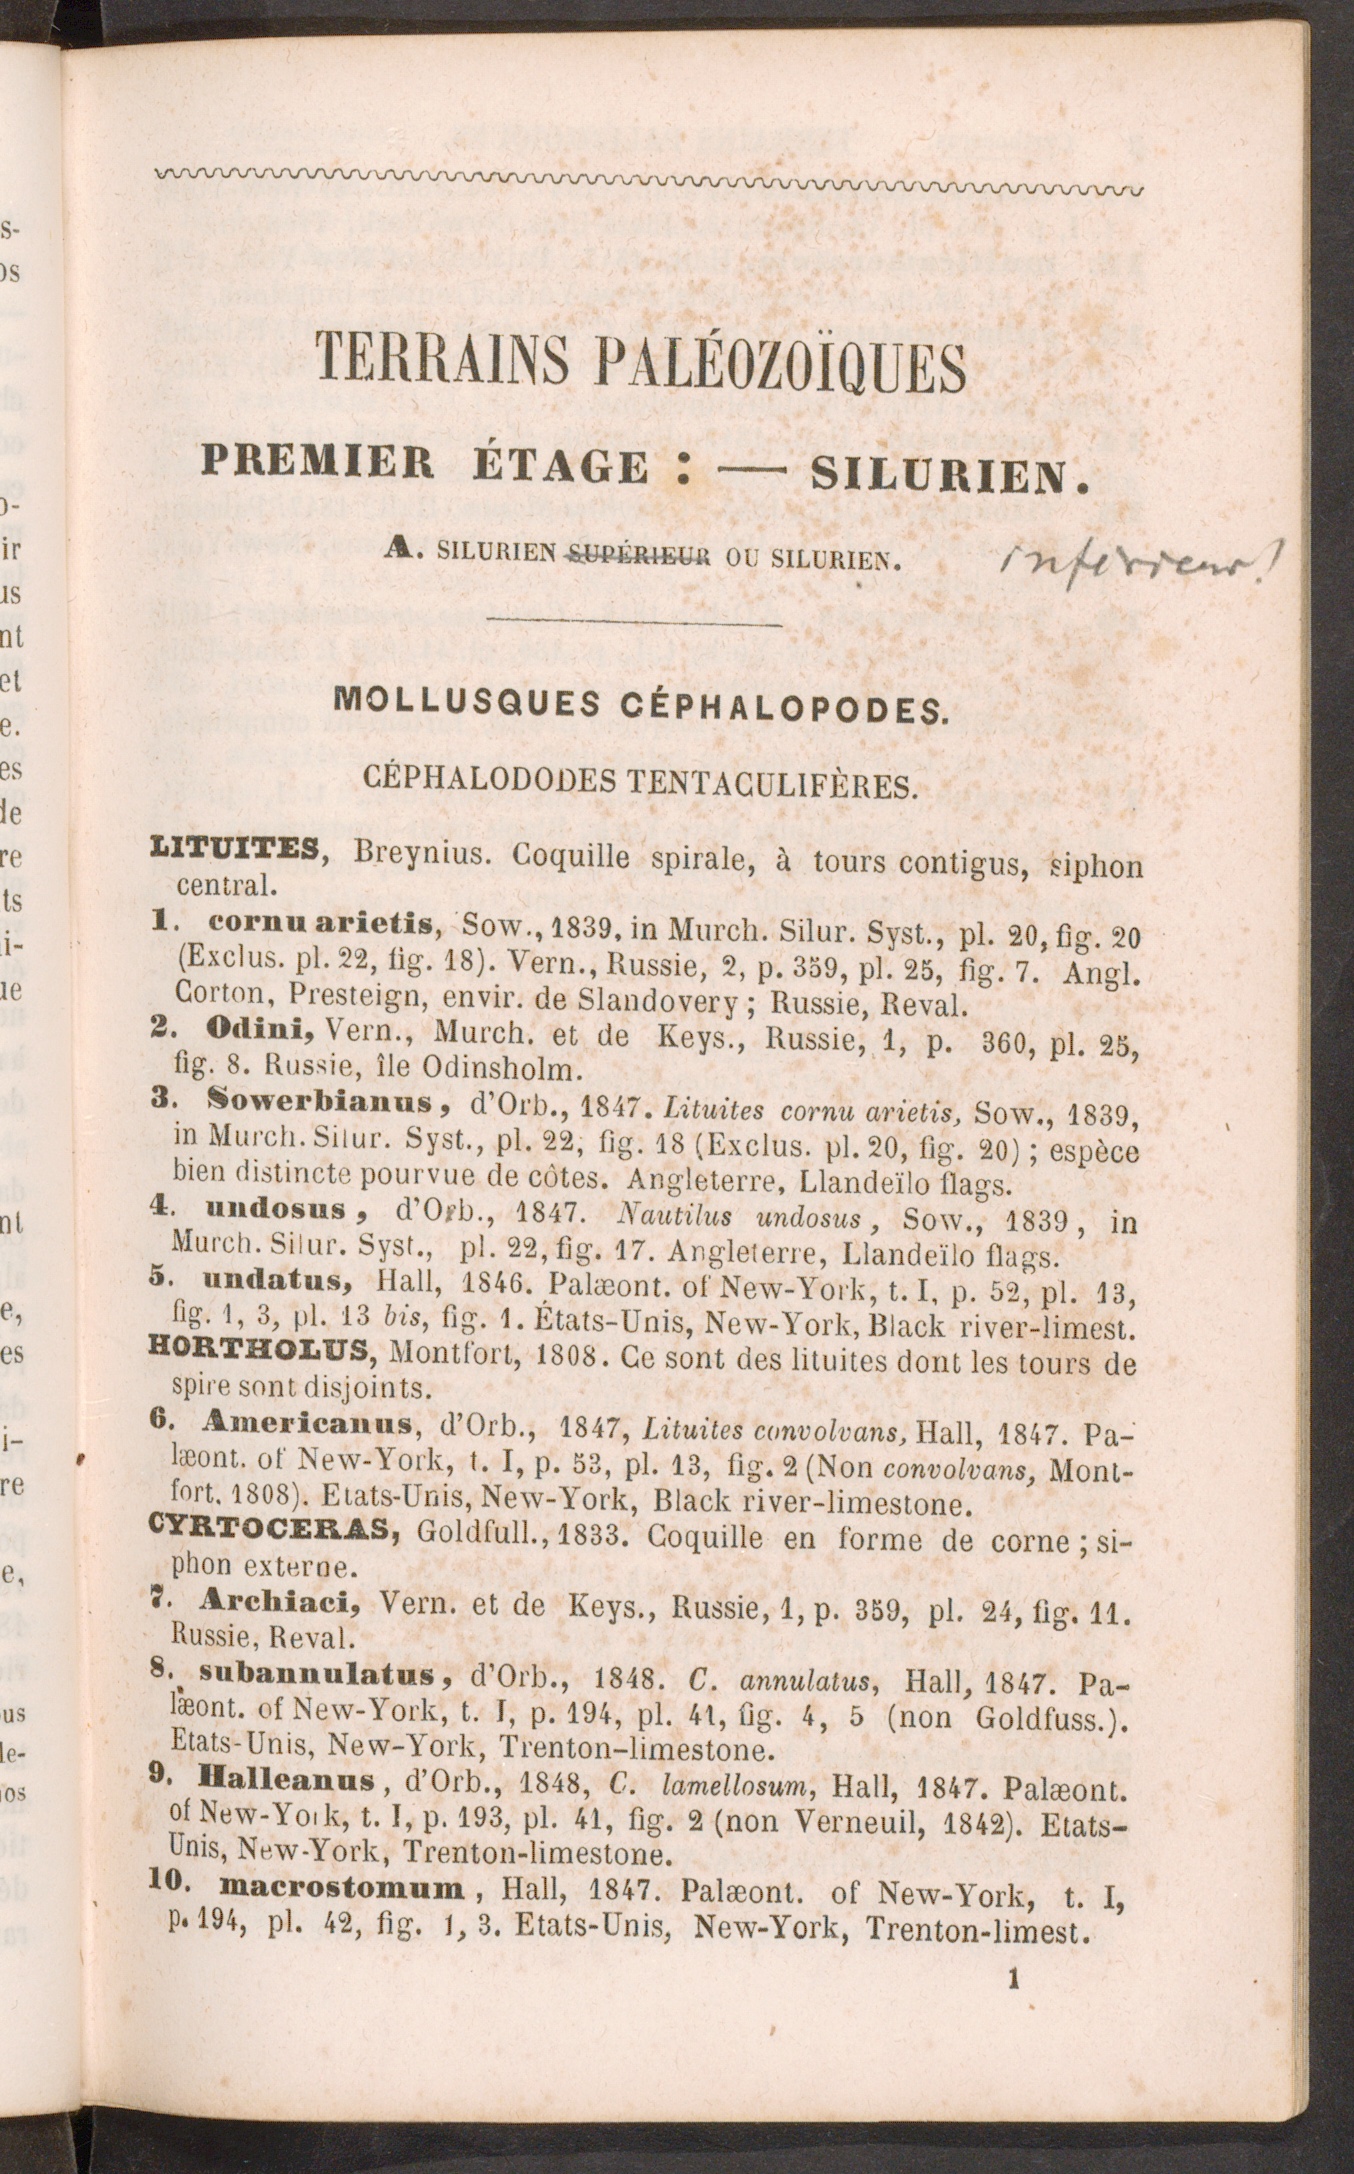 TERRAINS PALÉOZOÏQUES
PREMIER ÉTAGE : — SILURIEN.
A. SILURIEN SUPÉRIEUR OU SILURIEN. inférieur!
MOLLUSQUES CÉPHALOPODES.
CÉPHALODODES TENTACULIFÈRES.
LITUITES, Breynius. Coquille spirale, à tours contigus, siphon
central.
1. cornu arietis, Sow., 1839, in Murch. Silur. Syst., pl. 20, fig. 20
(Exclus. pl. 22, fig. 18). Vern., Russie, 2, p. 359, pl. 25, fig. 7. Angl.
Corton, Presteign, envir. de Slandovery ; Russie, Reval.
2. Odini, Vern., Murch. et de Keys., Russie, 1, p. 360, pl. 25,
fig. 8. Russie, île Odinsholm.
3. Sowerbianus, d'Orb., 1847. Lituites cornu arietis, Sow., 1839,
in Murch. Silur. Syst., pl. 22, fig. 18 (Exclus. pl. 20, fig. 20) ; espèce
bien distincte pourvue de côtes. Angleterre, Llandeïlo flags.
4. undosus, d'Orb., 1847. Nautilus undosus, Sow., 1839, in
Murch. Silur. Syst., pl. 22, fig. 17. Angleterre, Llandeïlo flags.
5. undatus, Hall, 1846. Palæont. of New-York, t. I, p. 52, pl. 13,
fig. 1, 3, pl. 13 bis, fig. 1. États-Unis, New-York, Black river-limest.
HORTHOLUS, Montfort, 1808. Ce sont des lituites dont les tours de
spire sont disjoints.
6. Americanus, d'Orb., 1847, Lituites convolvans, Hall, 1847. Pa-
læont. of New-York, t. I, p. 53, pl. 13, fig. 2 (Non convolvans, Mont-
fort. 1808). Etats-Unis, New-York, Black river-limestone.
CYRTOCERAS, Goldfull., 1833. Coquille en forme de corne ; si-
phon externe.
7. Archiaci, Vern. et de Keys., Russie, 1, p. 359, pl. 24, fig. 11.
Russie, Reval.
8. subannulatus, d'Orb., 1848. C. annulatus, Hall, 1847. Pa-
læont. of New-York, t. I, p. 194, pl. 41, fig. 4, 5 (non Goldfuss.).
Etats-Unis, New-York, Trenton-limestone.
9. Halleanus, d'Orb., 1848, C. lamellosum, Hall, 1847. Palæont.
of New-York, t. I, p. 193, pl. 41, fig. 2 (non Verneuil, 1842). Etats-
Unis, New-York, Trenton-limestone.
10. macrostomum, Hall, 1847. Palæont. of New-York, t. I,
p. 194, pl. 42, fig. 1, 3. Etats-Unis, New-York, Trenton-limest.
1